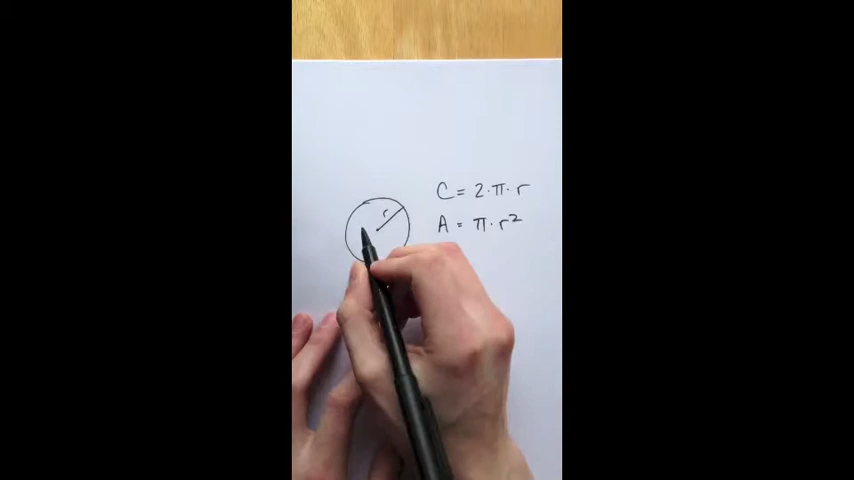 C = 2·π·r
r
A = π·r²